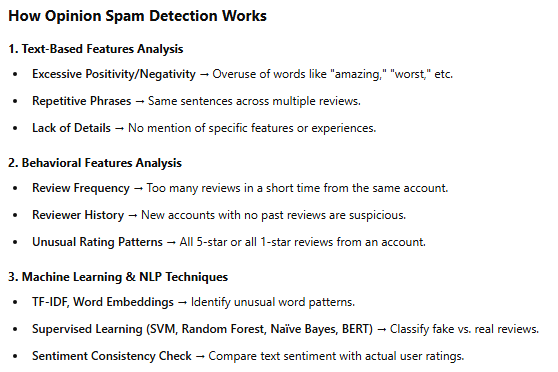 How Opinion Spam Detection Works
1. Text-Based Features Analysis
• Excessive Positivity/Negativity → Overuse of words like "amazing," "worst," etc.
• Repetitive Phrases → Same sentences across multiple reviews.
• Lack of Details → No mention of specific features or experiences.
2. Behavioral Features Analysis
• Review Frequency → Too many reviews in a short time from the same account.
• Reviewer History → New accounts with no past reviews are suspicious.
• Unusual Rating Patterns → All 5-star or all 1-star reviews from an account.
3. Machine Learning & NLP Techniques
• TF-IDF, Word Embeddings → Identify unusual word patterns.
• Supervised Learning (SVM, Random Forest, Naïve Bayes, BERT) → Classify fake vs. real reviews.
• Sentiment Consistency Check → Compare text sentiment with actual user ratings.